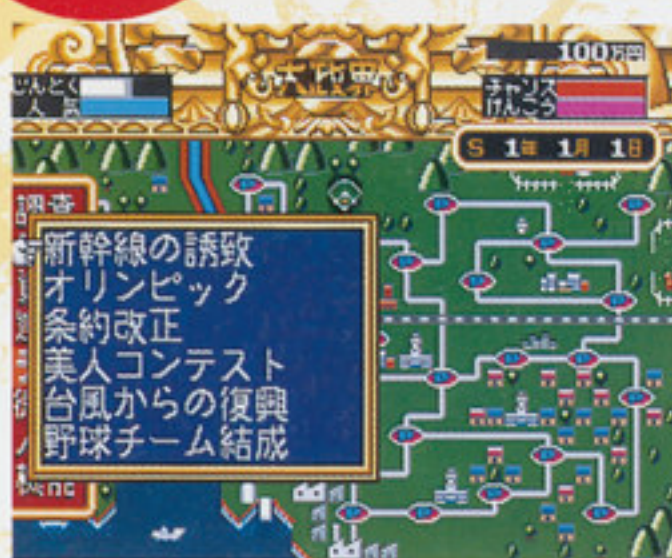 100万円
大政界
じんとく
人気
チャンス
けんこう
S 1年 1月 1日
調査
新幹線の誘致
オリンピック
条約改正
美人コンテスト
台風からの復興
野球チーム結成